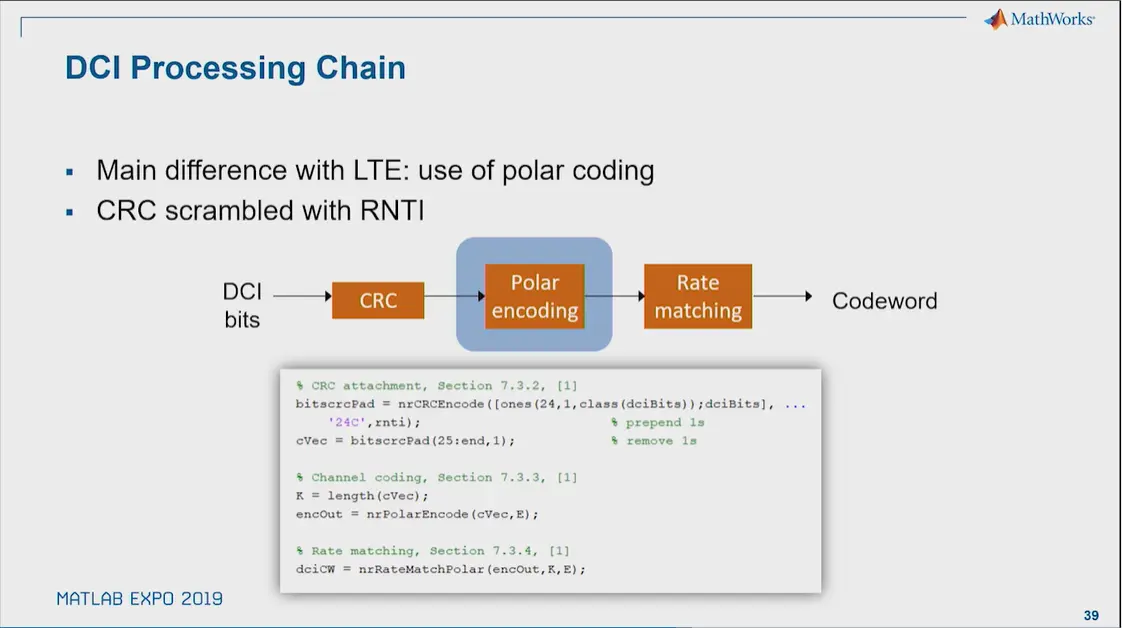 MathWorks®
DCI Processing Chain
▪ Main difference with LTE: use of polar coding
▪ CRC scrambled with RNTI
DCI
bits
CRC
Polar
encoding
Rate
matching
Codeword
% CRC attachment, Section 7.3.2, [1]
bitscrcPad = nrCRCEncode([ones(24,1,class(dciBits));dciBits], ...
'24C',rnti); % prepend 1s
cVec = bitscrcPad(25:end,1); % remove 1s
% Channel coding, Section 7.3.3, [1]
K = length(cVec);
encOut = nrPolarEncode(cVec,E);
% Rate matching, Section 7.3.4, [1]
dciCW = nrRateMatchPolar(encOut,K,E);
MATLAB EXPO 2019
39